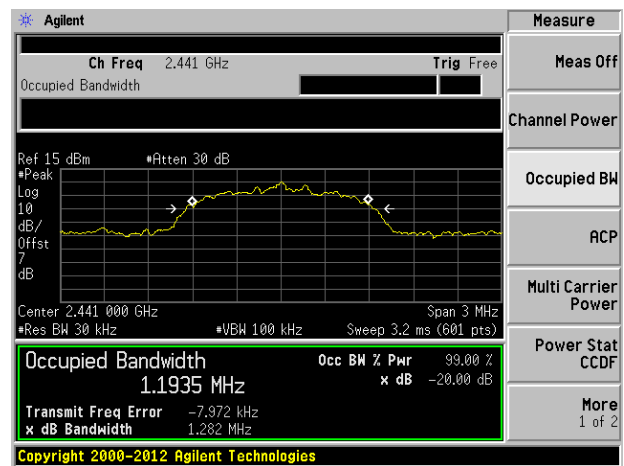 Agilent
Measure
Ch Freq 2.441 GHz Trig Free
Meas Off
Occupied Bandwidth
Channel Power
Ref 15 dBm #Atten 30 dB
#Peak
Log
10
dB/
Offst
7
dB
Occupied BW
ACP
Multi Carrier
Power
Center 2.441 000 GHz Span 3 MHz
#Res BW 30 kHz #VBW 100 kHz Sweep 3.2 ms (601 pts)
Power Stat
CCDF
Occupied Bandwidth Occ BW % Pwr 99.00 %
1.1935 MHz x dB -20.00 dB
Transmit Freq Error -7.972 kHz
x dB Bandwidth 1.282 MHz
More
1 of 2
Copyright 2000-2012 Agilent Technologies